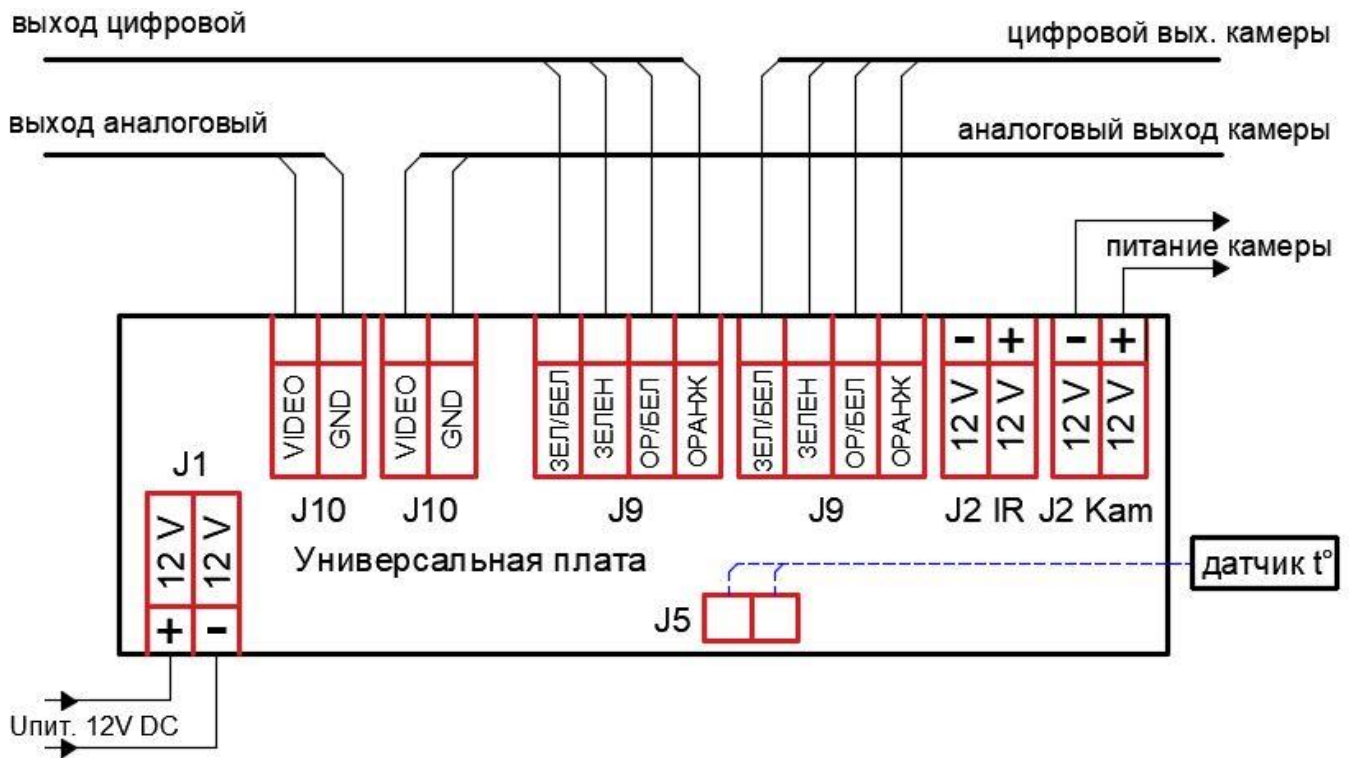 выход цифровой
цифровой вых. камеры
выход аналоговый
аналоговый выход камеры
питание камеры
VIDEO
GND
VIDEO
GND
ЗЕЛ/БЕЛ
ЗЕЛЕН
ОР/БЕЛ
ОРАНЖ
ЗЕЛ/БЕЛ
ЗЕЛЕН
ОР/БЕЛ
ОРАНЖ
- +
12 V
12 V
- +
12 V
12 V
J1
J10
J10
J9
J9
J2 IR
J2 Kam
12 V
12 V
+ -
Универсальная плата
датчик t°
J5
Uпит. 12V DC